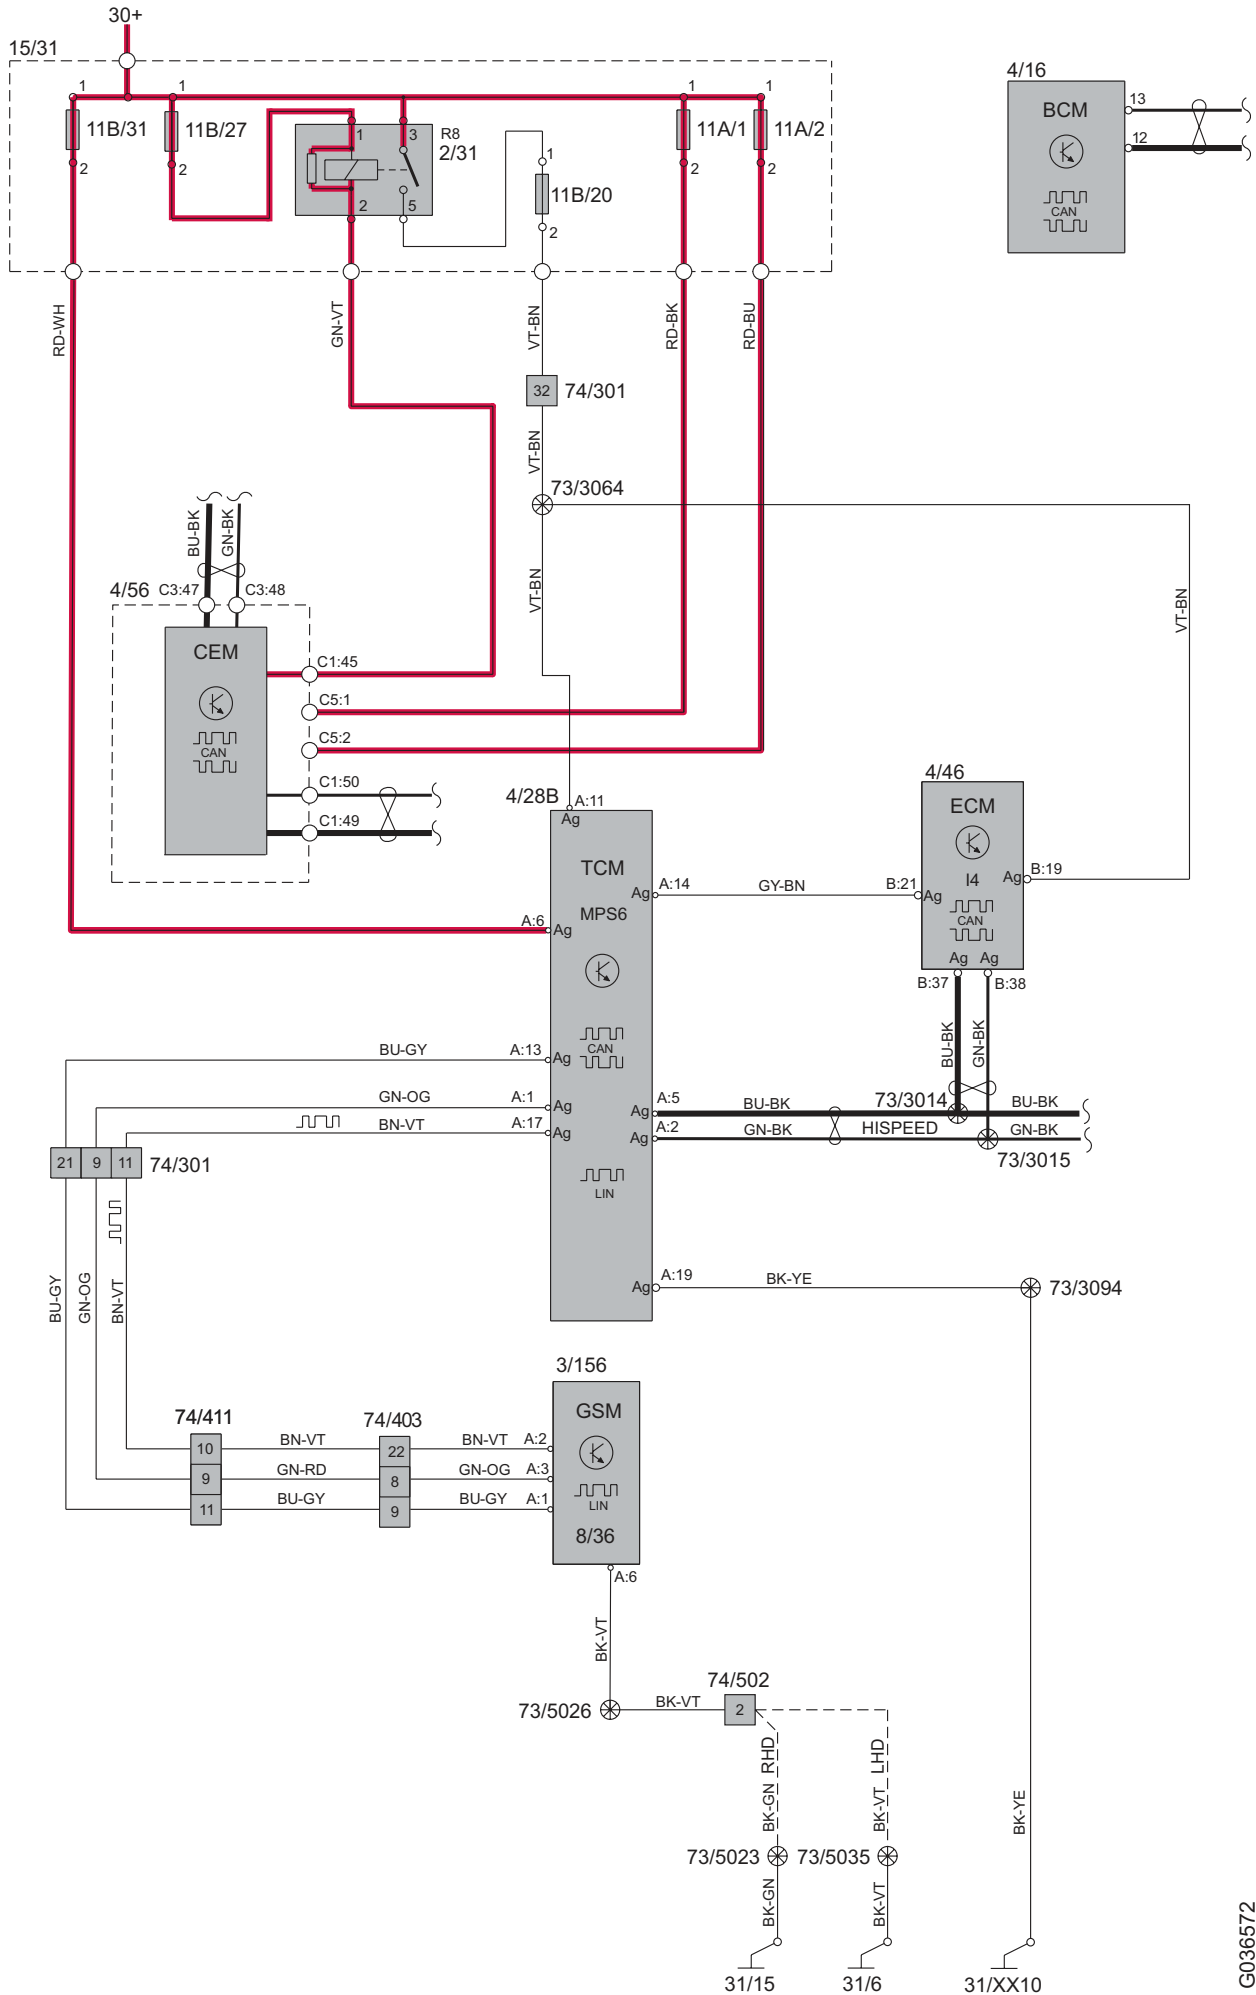 30+
15/31
4/16
1
1
1
1
11B/31
11B/27
R8
2/31
11A/1
11A/2
BCM
13
1
3
1
12
2
2
2
2
11B/20
CAN
2
5
2
RD-WH
GN-VT
VT-BN
RD-BK
RD-BU
32
74/301
VT-BN
73/3064
BU-BK
GN-BK
4/56
C3:47
C3:48
VT-BN
VT-BN
CEM
C1:45
C5:1
CAN
C5:2
C1:50
4/46
4/28B
A:11
ECM
C1:49
Ag
TCM
B:19
Ag
A:14
GY-BN
B:21
I4
Ag
Ag
A:6
MPS6
CAN
Ag
Ag
Ag
B:37
B:38
BU-BK
GN-BK
BU-GY
A:13
CAN
Ag
GN-OG
A:1
Ag
A:5
BU-BK
73/3014
BU-BK
Ag
BN-VT
A:17
Ag
A:2
GN-BK
HISPEED
GN-BK
Ag
73/3015
21
9
11
74/301
LIN
BU-GY
GN-OG
BN-VT
Ag
A:19
BK-YE
73/3094
3/156
74/411
74/403
GSM
10
BN-VT
22
BN-VT
A:2
9
GN-RD
8
GN-OG
A:3
11
BU-GY
9
BU-GY
A:1
LIN
8/36
A:6
BK-VT
74/502
73/5026
BK-VT
2
BK-GN
RHD
BK-VT
LHD
BK-YE
73/5023
73/5035
BK-GN
BK-VT
31/15
31/6
31/XX10
G036572